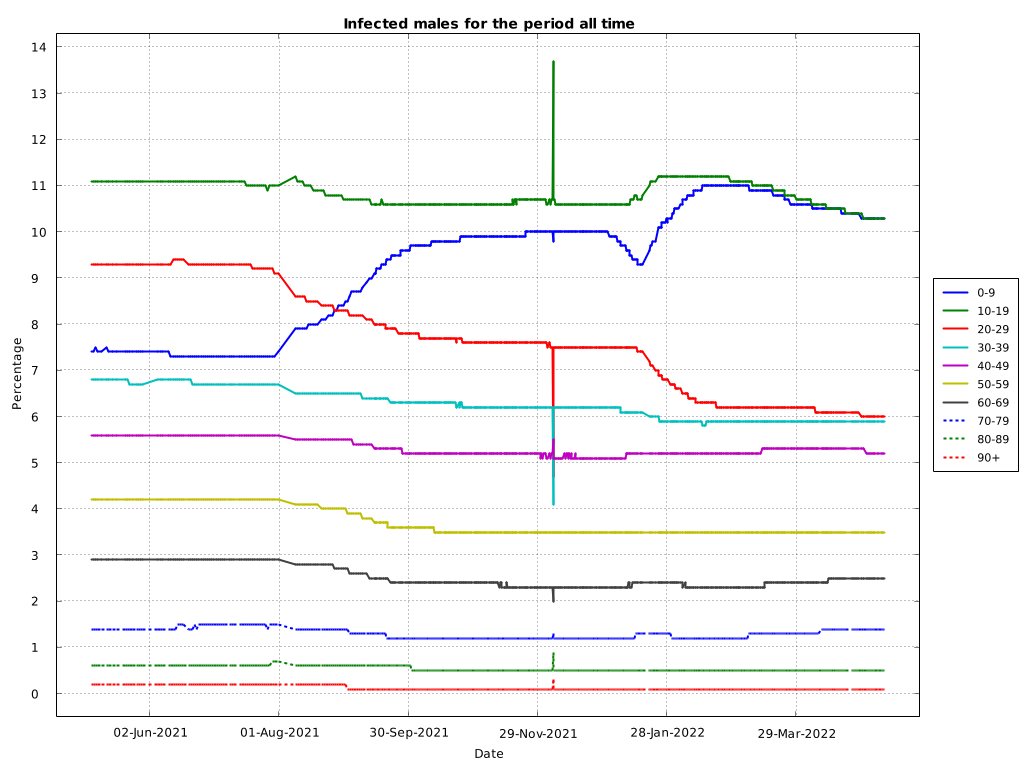 Infected males for the period all time
Percentage
14
13
12
11
10
9
8
7
6
5
4
3
2
1
0
02-Jun-2021
01-Aug-2021
30-Sep-2021
29-Nov-2021
28-Jan-2022
29-Mar-2022
Date
0-9
10-19
20-29
30-39
40-49
50-59
60-69
70-79
80-89
90+